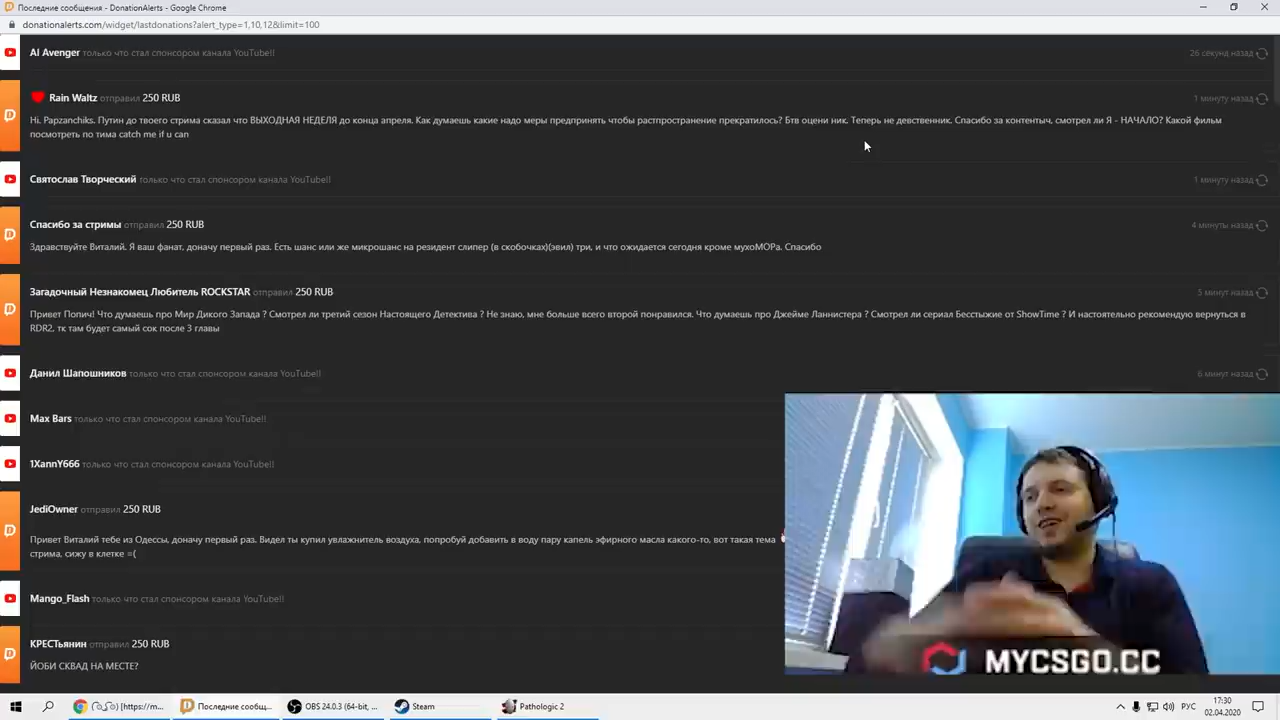 Последние сообщения - DonationAlerts - Google Chrome
donationalerts.com/widget/lastdonations?alert_type=1,10,12&limit=100
AI Avenger только что стал спонсором канала YouTube!!
26 секунд назад
Rain Waltz отправил 250 RUB
1 минуту назад
Hi. Papzanchiks. Путин до твоего стрима сказал что ВЫХОДНАЯ НЕДЕЛЯ до конца апреля. Как думаешь какие надо меры предпринять чтобы распространение прекратилось? Бтв оцени ник. Теперь не девственник. Спасибо за контентыч, смотрел ли Я - НАЧАЛО? Какой фильм
посмотреть по тима catch me if u can
Святослав Творческий только что стал спонсором канала YouTube!!
1 минуту назад
Спасибо за стримы отправил 250 RUB
4 минуты назад
Здравствуйте Виталий. Я ваш фанат, доначу первый раз. Есть шанс или же микрошанс на резидент слипер (в скобочках)(эвил) три, и что ожидается сегодня кроме мухоМОРа. Спасибо
Загадочный Незнакомец Любитель ROCKSTAR отправил 250 RUB
5 минут назад
Привет Попич! Что думаешь про Мир Дикого Запада ? Смотрел ли третий сезон Настоящего Детектива ? Не знаю, мне больше всего второй понравился. Что думаешь про Джейме Ланнистера ? Смотрел ли сериал Бесстыжие от ShowTime ? И настоятельно рекомендую вернуться в
RDR2, тк там будет самый сок после 3 главы
Данил Шапошников только что стал спонсором канала YouTube!!
6 минут назад
Max Bars только что стал спонсором канала YouTube!!
1XannY666 только что стал спонсором канала YouTube!!
JediOwner отправил 250 RUB
Привет Виталий тебе из Одессы, доначу первый раз. Видел ты купил увлажнитель воздуха, попробуй добавить в воду пару капель эфирного масла какого-то, вот такая тема
стрима, сижу в клетке =(
Mango_Flash только что стал спонсором канала YouTube!!
КРЕСТьянин отправил 250 RUB
ЙОБИ СКВАД НА МЕСТЕ?
MYCSGO.CC
[https://m...
Последние сообщ...
OBS 24.0.3 (64-bit, ...
Steam
Pathologic 2
РУС
17:30
02.04.2020